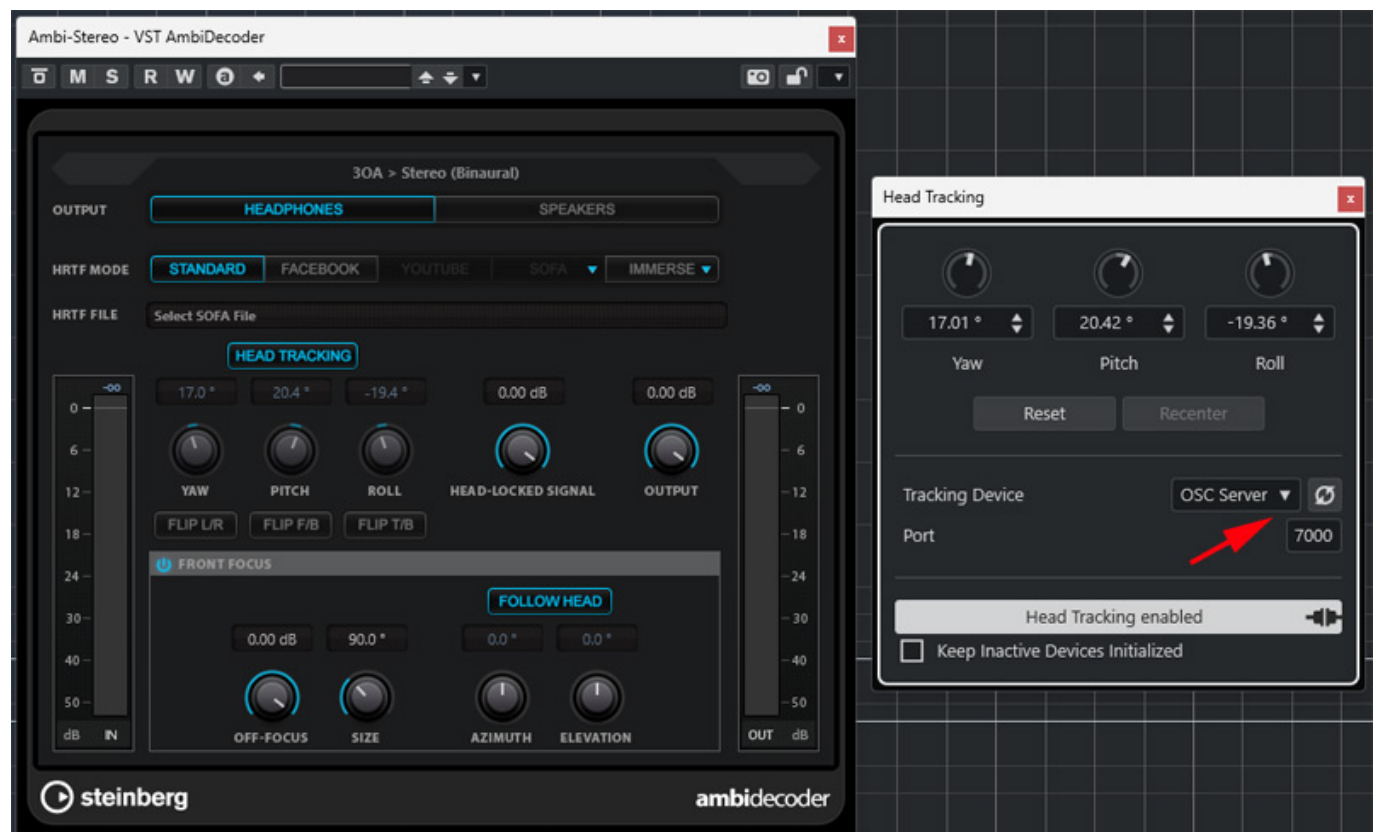 Ambi-Stereo - VST AmbiDecoder
x
M S R W a
3OA > Stereo (Binaural)
OUTPUT HEADPHONES SPEAKERS
HRTF MODE STANDARD FACEBOOK YOUTUBE SOFA IMMERSE
HRTF FILE Select SOFA File
HEAD TRACKING
17.0 ° 20.4 ° -19.4 ° 0.00 dB 0.00 dB
YAW PITCH ROLL HEAD-LOCKED SIGNAL OUTPUT
FLIP L/R FLIP F/B FLIP T/B
FRONT FOCUS
FOLLOW HEAD
0.00 dB 90.0 ° 0.0 ° 0.0 °
OFF-FOCUS SIZE AZIMUTH ELEVATION
-∞
0
6
12
18
24
30
40
50
dB IN
-∞
0
6
12
18
24
30
40
50
OUT dB
steinberg
ambidecoder
Head Tracking
x
17.01 ° 20.42 ° -19.36 °
Yaw Pitch Roll
Reset Recenter
Tracking Device OSC Server
Port 7000
Head Tracking enabled
Keep Inactive Devices Initialized